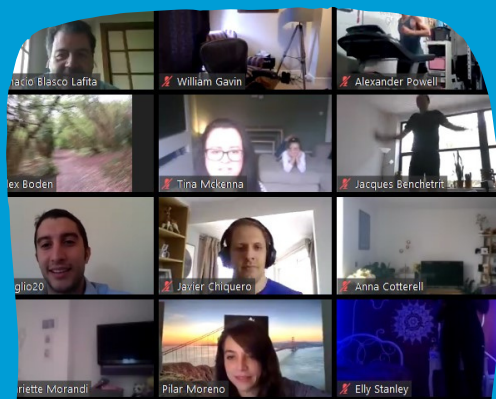 nacio Blasco Lafita
William Gavin
Alexander Powell
ex Boden
Tina Mckenna
Jacques Benchetrit
glio20
Javier Chiquero
Anna Cotterell
riette Morandi
Pilar Moreno
Elly Stanley